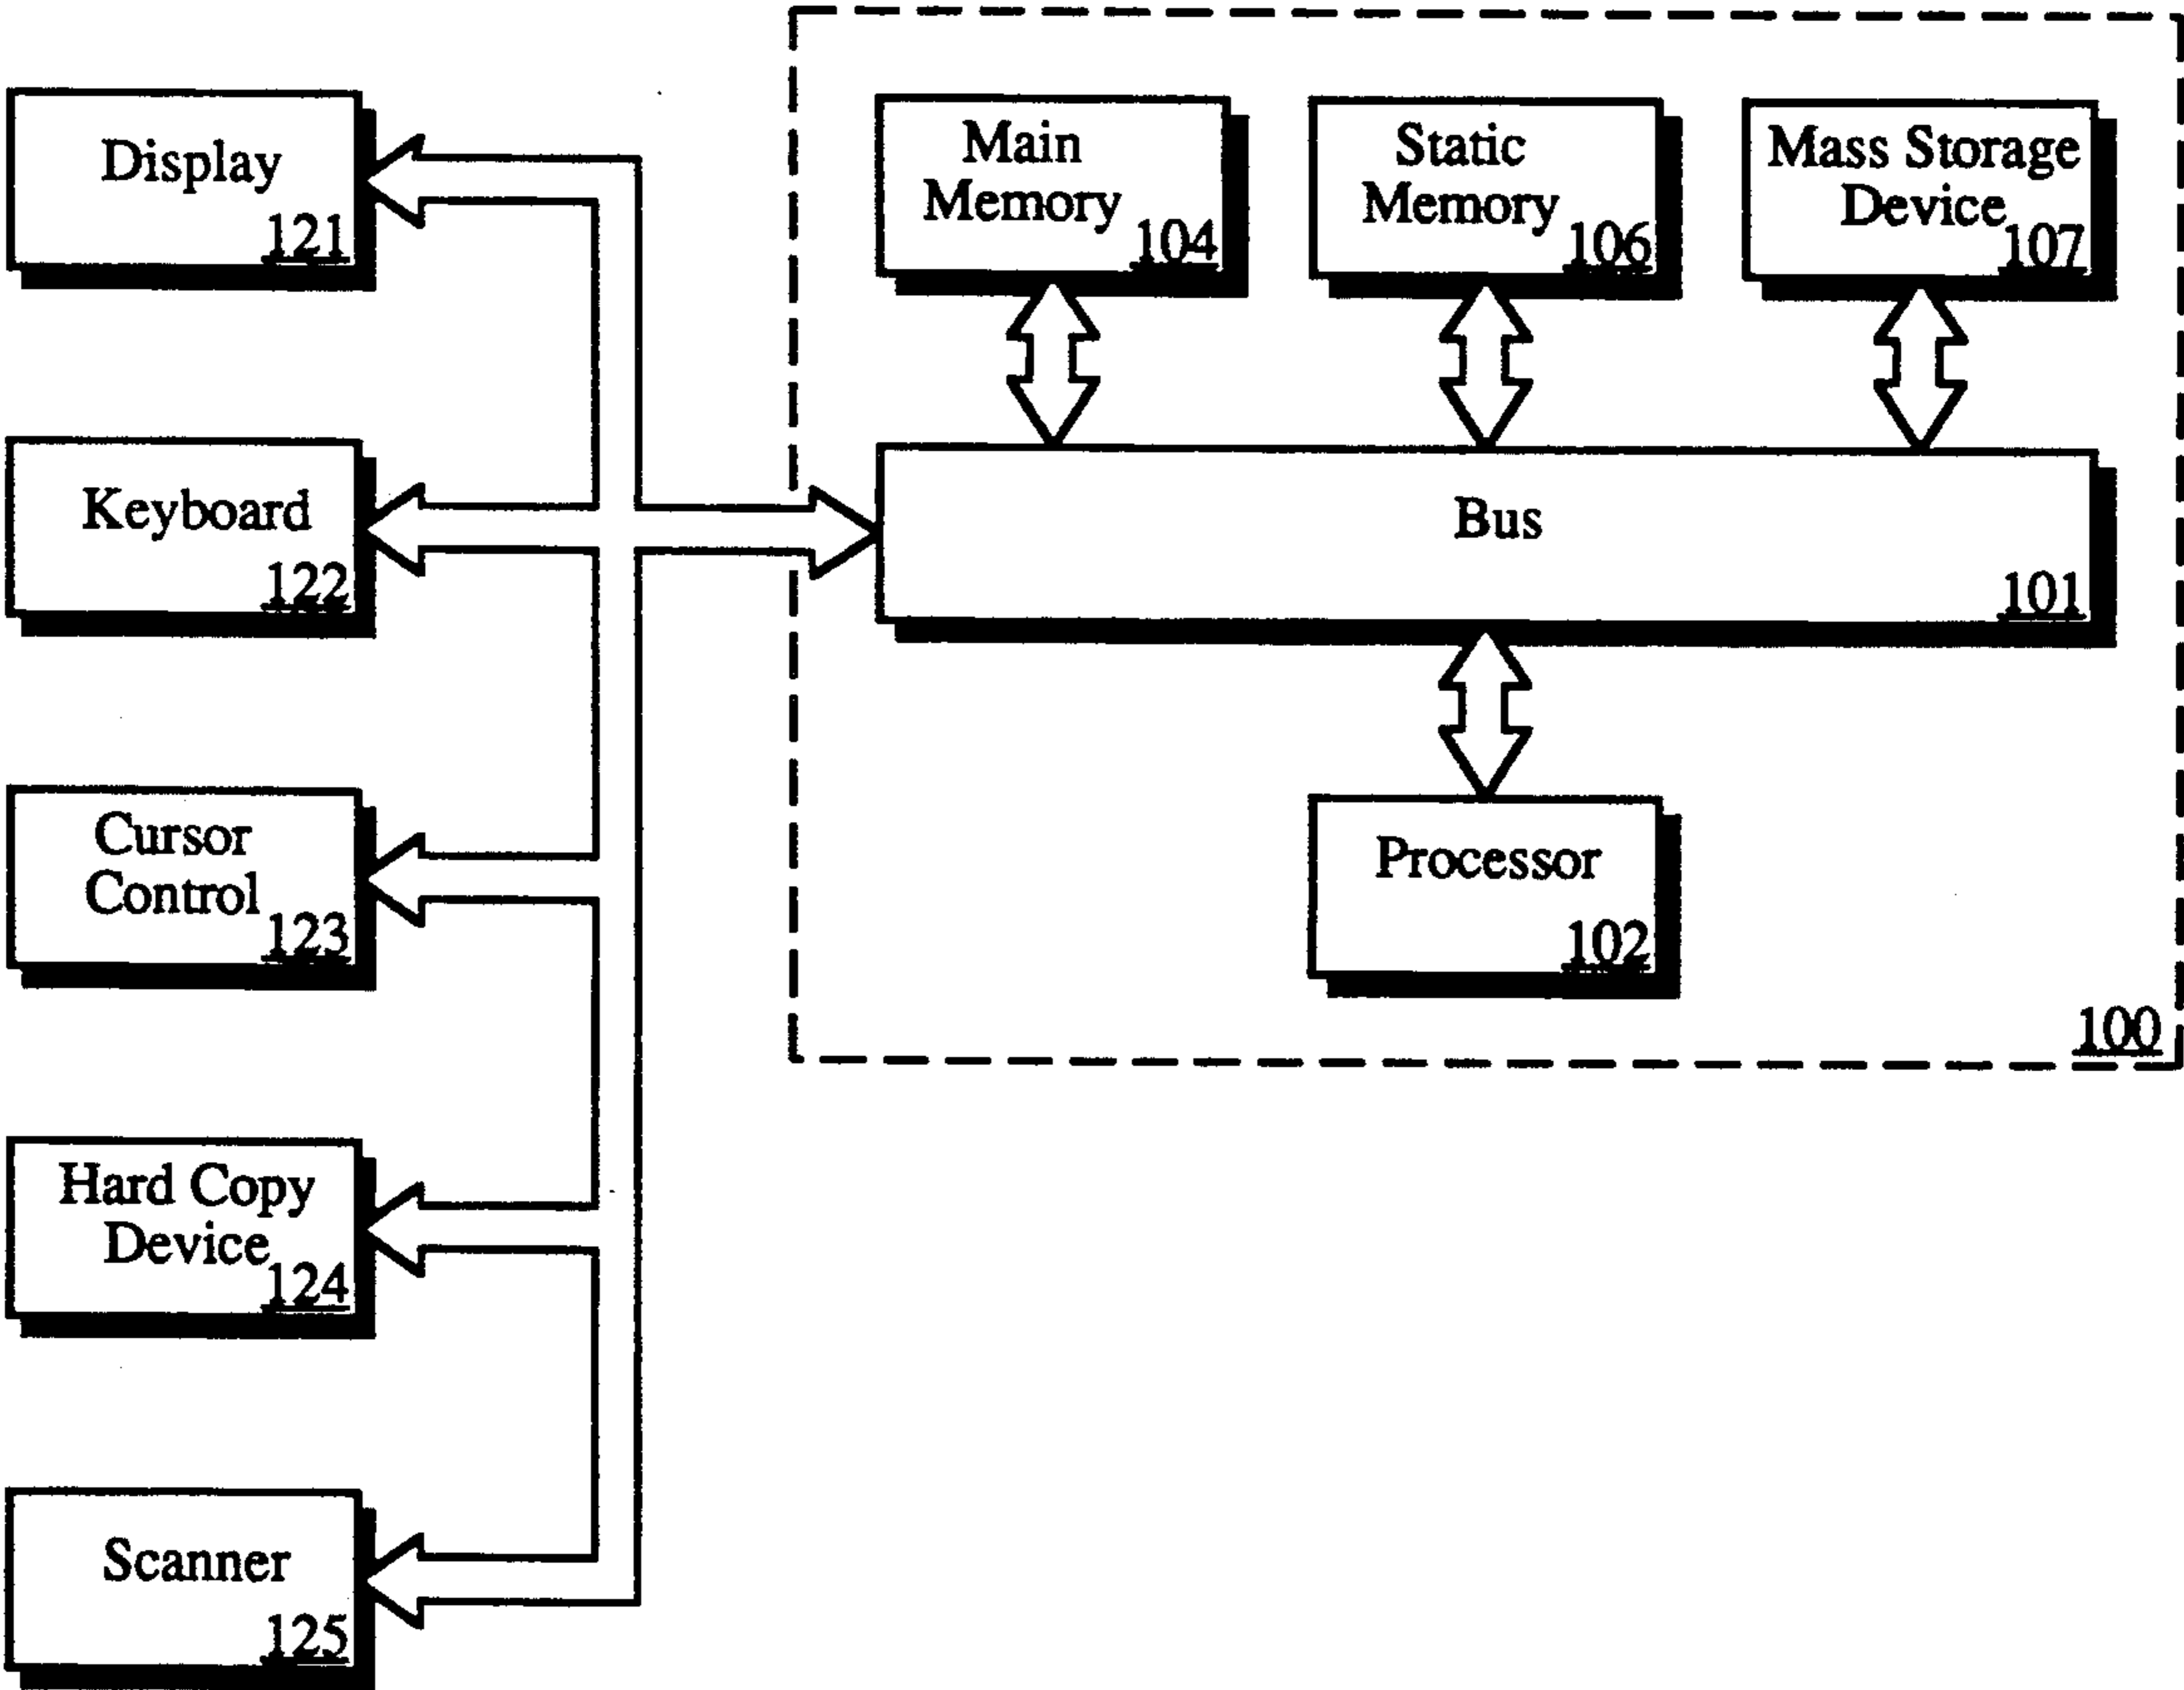 Display
121
Keyboard
122
Cursor
Control
123
Hard Copy
Device
124
Scanner
125
Main
Memory
104
Static
Memory
106
Mass Storage
Device
107
Bus
101
Processor
102
100